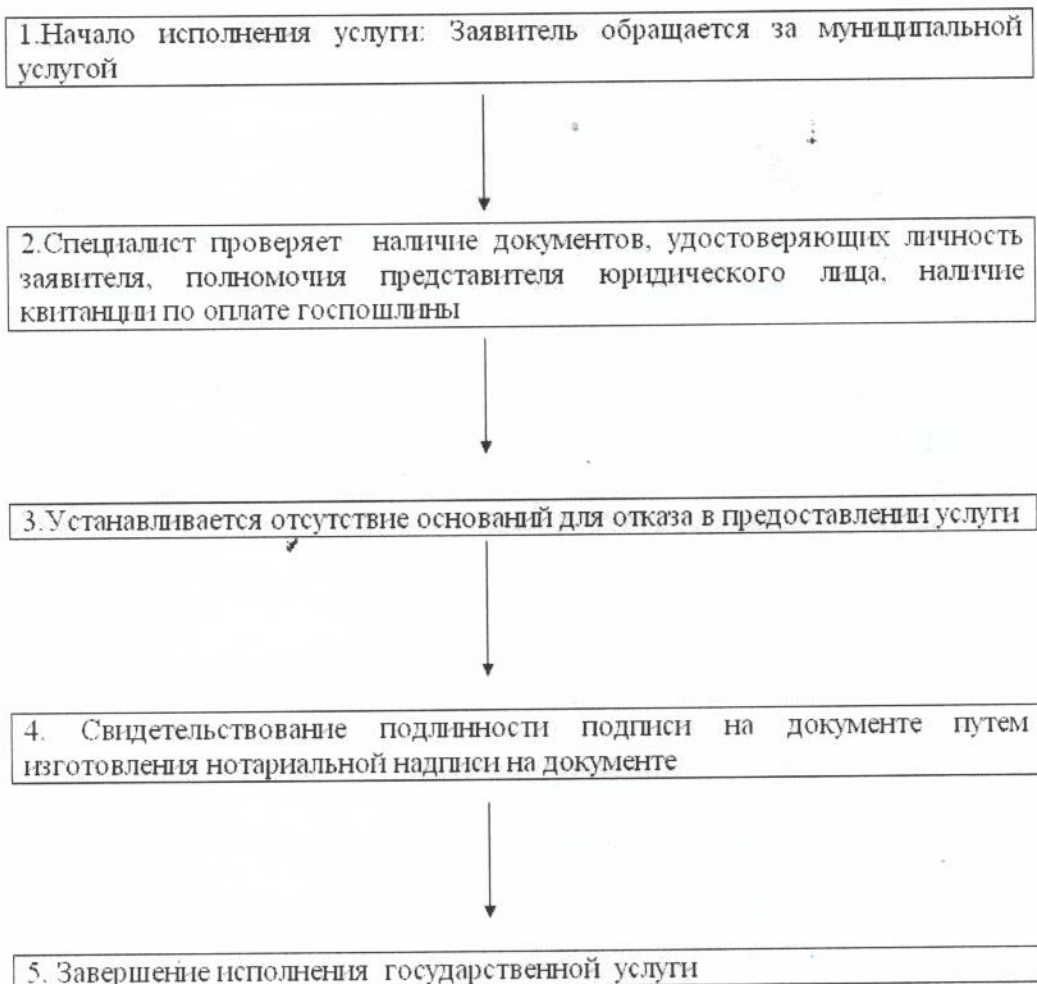 1.Начало исполнения услуги: Заявитель обращается за муниципальной
услугой
2.Специалист проверяет наличие документов, удостоверяющих личность
заявителя, полномочия представителя юридического лица, наличие
квитанции по оплате госпошлины
3.Устанавливается отсутствие оснований для отказа в предоставлении услуги
4. Свидетельствование подлинности подписи на документе путем
изготовления нотариальной надписи на документе
5. Завершение исполнения государственной услуги